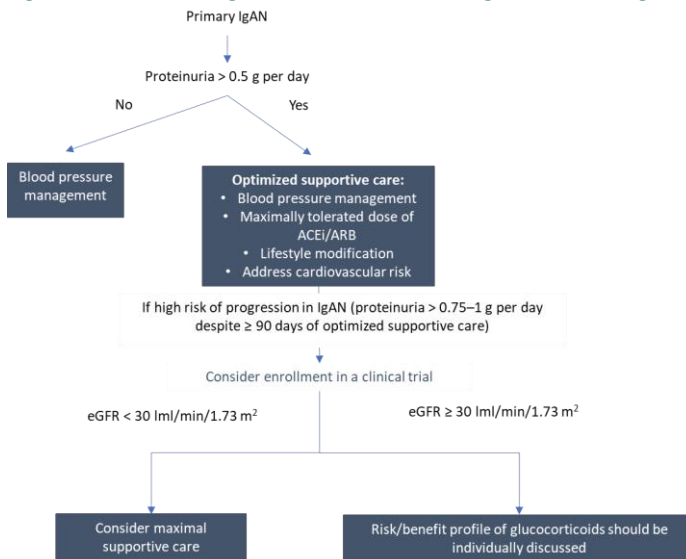 Primary IgAN
Proteinuria > 0.5 g per day
No
Yes
Blood pressure
management
Optimized supportive care:
• Blood pressure management
• Maximally tolerated dose of
ACEi/ARB
• Lifestyle modification
• Address cardiovascular risk
If high risk of progression in IgAN (proteinuria > 0.75–1 g per day
despite ≥ 90 days of optimized supportive care)
Consider enrollment in a clinical trial
eGFR < 30 lml/min/1.73 m²
eGFR ≥ 30 lml/min/1.73 m²
Consider maximal
supportive care
Risk/benefit profile of glucocorticoids should be
individually discussed